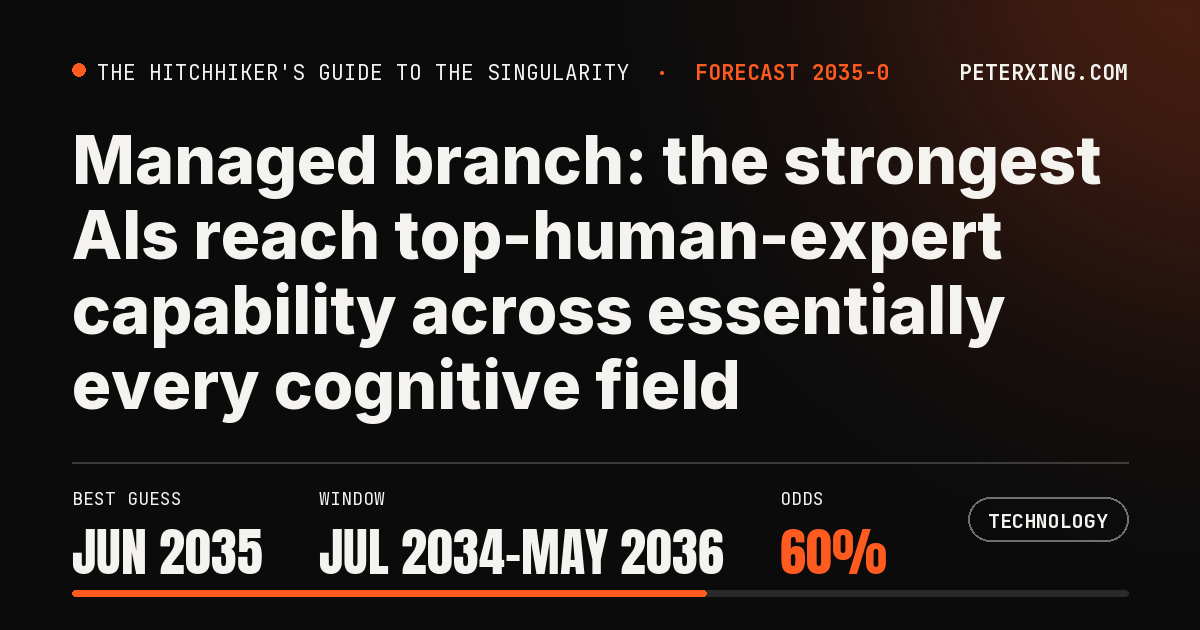 THE HITCHHIKER'S GUIDE TO THE SINGULARITY · FORECAST 2035-0 PETERXING.COM
Managed branch: the strongest
AIs reach top-human-expert
capability across essentially
every cognitive field
BEST GUESS WINDOW ODDS
JUN 2035 JUL 2034-MAY 2036 60% TECHNOLOGY